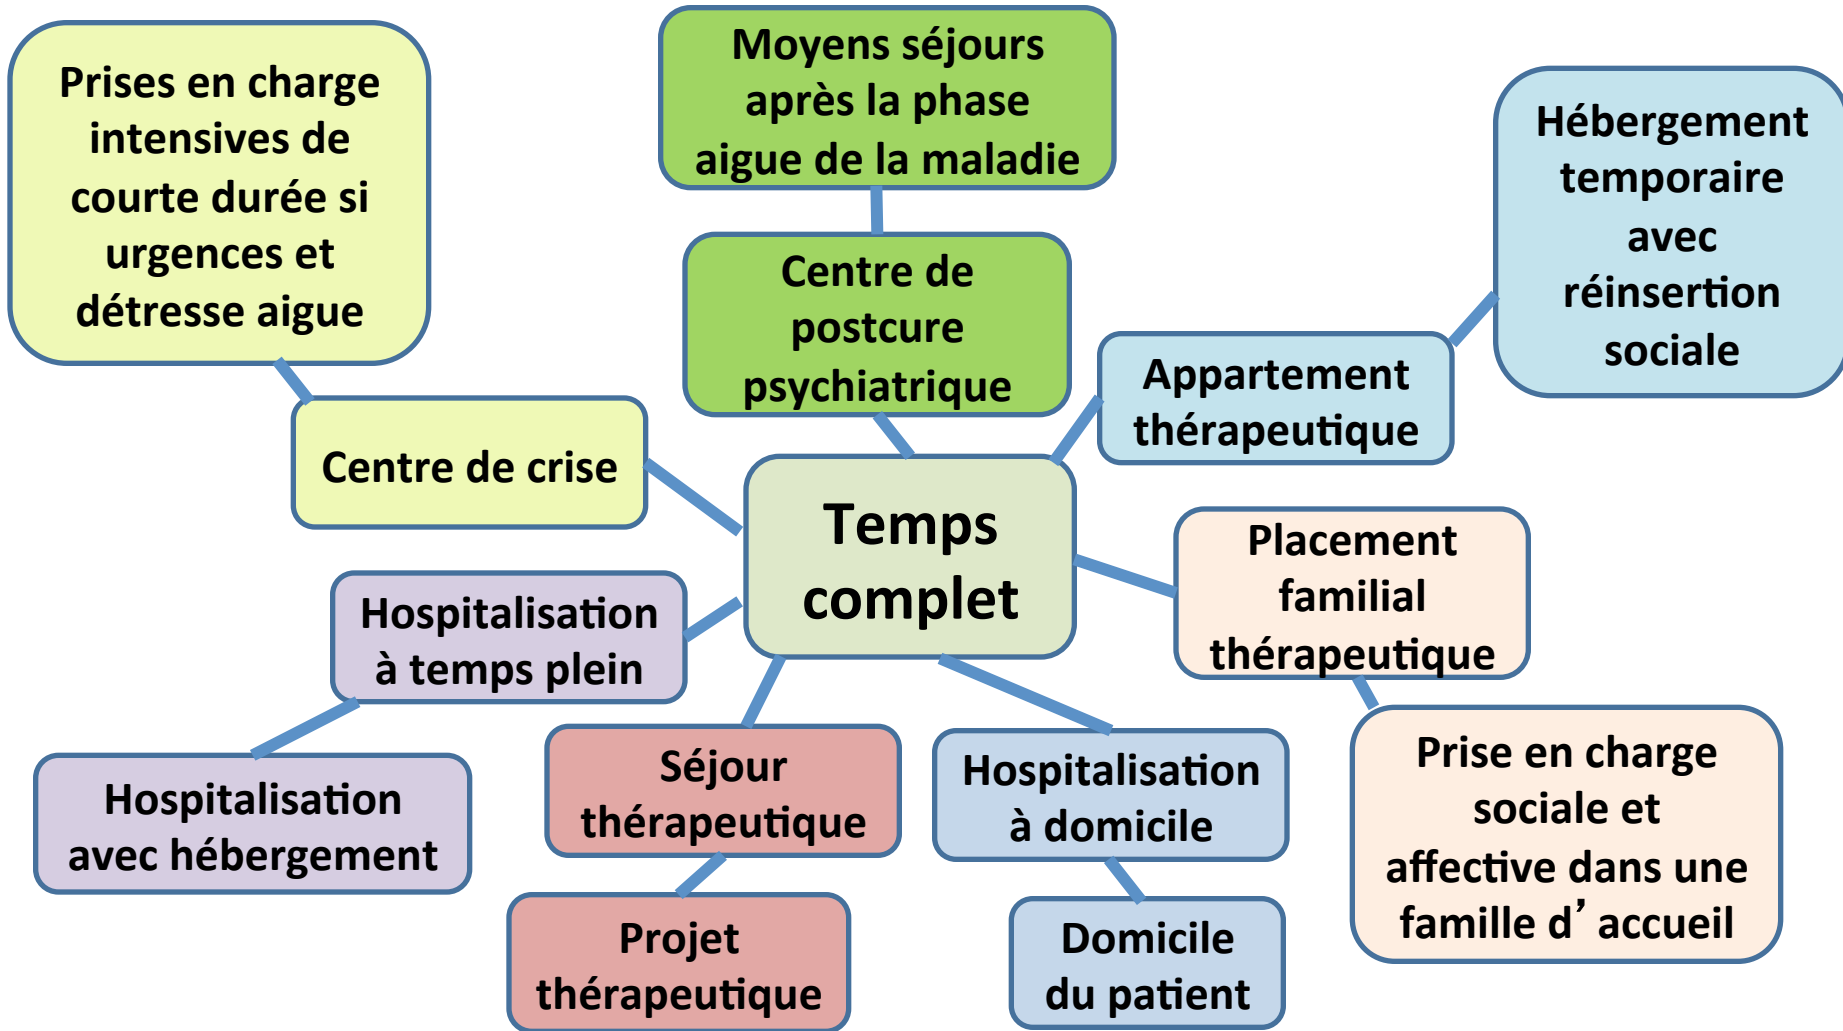 Prises en charge
intensives de
courte durée si
urgences et
détresse aigue
Moyens séjours
après la phase
aigue de la maladie
Hébergement
temporaire
avec
réinsertion
sociale
Centre de
postcure
psychiatrique
Appartement
thérapeutique
Centre de crise
Temps
complet
Placement
familial
thérapeutique
Hospitalisation
à temps plein
Hospitalisation
avec hébergement
Séjour
thérapeutique
Hospitalisation
à domicile
Prise en charge
sociale et
affective dans une
famille d’ accueil
Projet
thérapeutique
Domicile
du patient